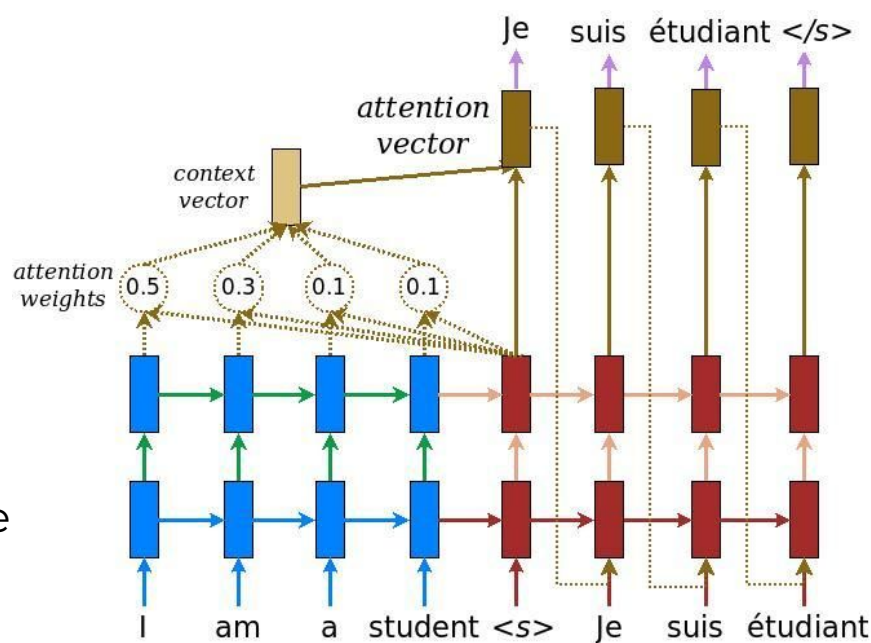 Je suis étudiant </s>
attention
vector
context
vector
attention
weights
0.5 0.3 0.1 0.1
e
I am a student <s> Je suis étudiant